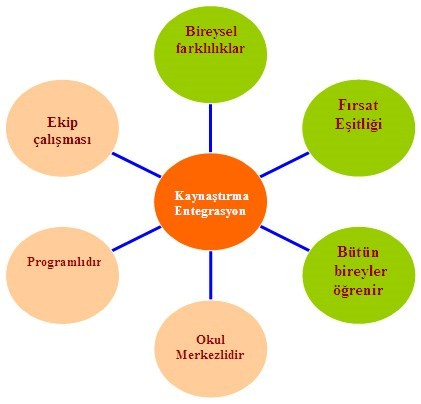 Bireysel
farklılıklar
Fırsat
Eşitliği
Bütün
bireyler
öğrenir
Okul
Merkezlidir
Programlıdır
Ekip
çalışması
Kaynaştırma
Entegrasyon